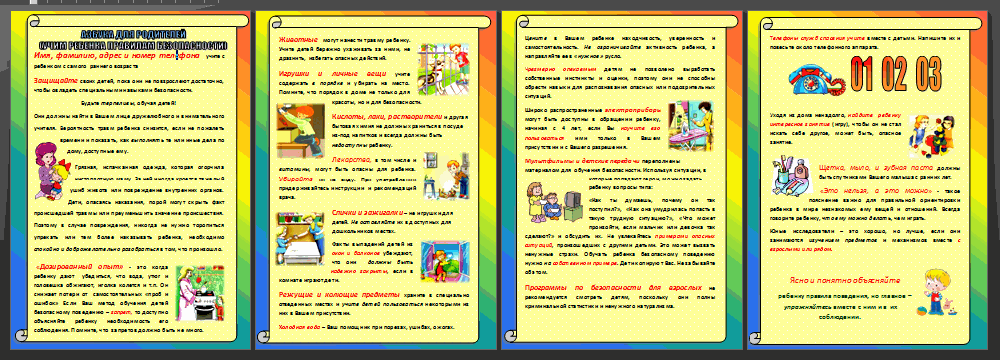 АЗБУКА ДЛЯ РОДИТЕЛЕЙ
(УЧИМ РЕБЕНКА ПРАВИЛАМ БЕЗОПАСНОСТИ)
Имя, фамилию, адрес и номер телефона учите с
ребенком с самого раннего возраста
Защищайте своих детей, пока они не повзрослеют достаточно,
чтобы овладеть специальными навыками безопасности.
Будьте терпеливы, обучая детей!
Они должны найти в Вашем лице дружелюбного и внимательного
учителя. Вероятность травм ребенка снизится, если не пожалеть
времени и показать, как выполнять те или иные дела по
дому, доступные ему.
Грязная, испачканная одежда, которая огорчила
чистоплотную маму. За ней иногда кроется тяжелый
ушиб живота или повреждение внутренних органов.
Дети, опасаясь наказания, порой могут скрыть факт
происшедшей травмы или преуменьшить значение происшествия.
Поэтому в случае повреждения, никогда не нужно торопиться
упрекать или тем более наказывать ребенка, необходимо
спокойно и доброжелательно разобраться в том, что произошло.
«Дозированный опыт» - это когда
ребенку дают убедиться, что вода, утюг и
головешка обжигают, иголка колется и т.п. Он
снижает потери от самостоятельных «проб и
ошибок» Если Ваш метод обучения детей
безопасному поведению – запрет, то доступно
объясняйте ребенку необходимость его
соблюдения. Помните, что запретов должно быть не много.
Животные могут нанести травму ребенку.
Учите детей бережно ухаживать за ними, не
дразнить, избегать опасных действий.
Игрушки и личные вещи учите
содержать в порядке и убирать на место.
Помните, что порядок в доме не только для
красоты, но и для безопасности.
Кислоты, лаки, растворители и другая
бытовая химия не должны храниться в посуде
из-под напитков и всегда должны быть
недоступны ребенку.
Лекарства, в том числе и
витамины, могут быть опасны для ребенка.
Убирайте их из виду. При употреблении
придерживайтесь инструкции и рекомендаций
врача.
Спички и зажигалки – не игрушки для
детей. Не оставляйте их в доступных для
дошкольников местах.
Факты выпадений детей из
окон и балконов убеждают,
что они должны быть
надежно закрыты, если в
комнате играют дети.
Режущие и колющие предметы храните в специально
отведенных местах и учите детей пользоваться некоторыми из
них в Вашем присутствии.
Холодная вода – Ваш помощник при порезах, ушибах, ожогах.
Цените в Вашем ребенке находчивость, уверенность и
самостоятельность. Не ограничивайте активность ребенка, а
направляйте ее в «нужное» русло.
Чрезмерно опекаемым детям не позволено выработать
собственные инстинкты и оценки, поэтому они не способны
обрести навыки для распознавания опасных или подозрительных
ситуаций.
Широко распространенные электроприборы
могут быть доступны в обращении ребенку,
начиная с 4 лет, если Вы научите его
пользоваться ими только в Вашем
присутствии и с Вашего разрешения.
Мультфильмы и детские передачи переполнены
материалом для обучения безопасности. Используя ситуации, в
которые попадают герои, можно задать
ребенку вопросы типа:
«Как ты думаешь, почему он так
поступил?», «Как она умудрилась попасть в
такую трудную ситуацию?», «Что может
произойти, если мальчик или девочка так
сделают?» и обсудить их. Не увлекайтесь примерами опасных
ситуаций, произошедших с другими детьми. Это может вызвать
ненужные страхи. Обучать ребенка безопасному поведению
нужно на собственном примере. Дети копируют Вас. Не забывайте
об этом.
Программы по безопасности для взрослых не
рекомендуется смотреть детям, поскольку они полны
криминальной статистики и ненужного натурализма.
Телефоны служб спасения учите вместе с детьми. Напишите их и
повесьте около телефонного аппарата.
01 02 03
Уходя из дома ненадолго, найдите ребенку
интересное занятие (игру), чтобы он не стал
искать себе другое, может быть, опасное
занятие.
Щетка, мыло, и зубная паста должны
быть спутниками Вашего малыша с ранних лет.
«Это нельзя, а это можно» - такое
пояснение важно для правильной ориентировки
ребенка в мире незнакомых ему вещей и отношений. Всегда
говорите ребенку, что ему можно делать, чем играть.
Юные исследователи – это хорошо, но лучше, если они
занимаются изучением предметов и механизмов вместе с
взрослыми или рядом.
Ясно и понятно объясняйте
ребенку правила поведения, но главное –
упражняйтесь вместе с ним и в их
соблюдении.